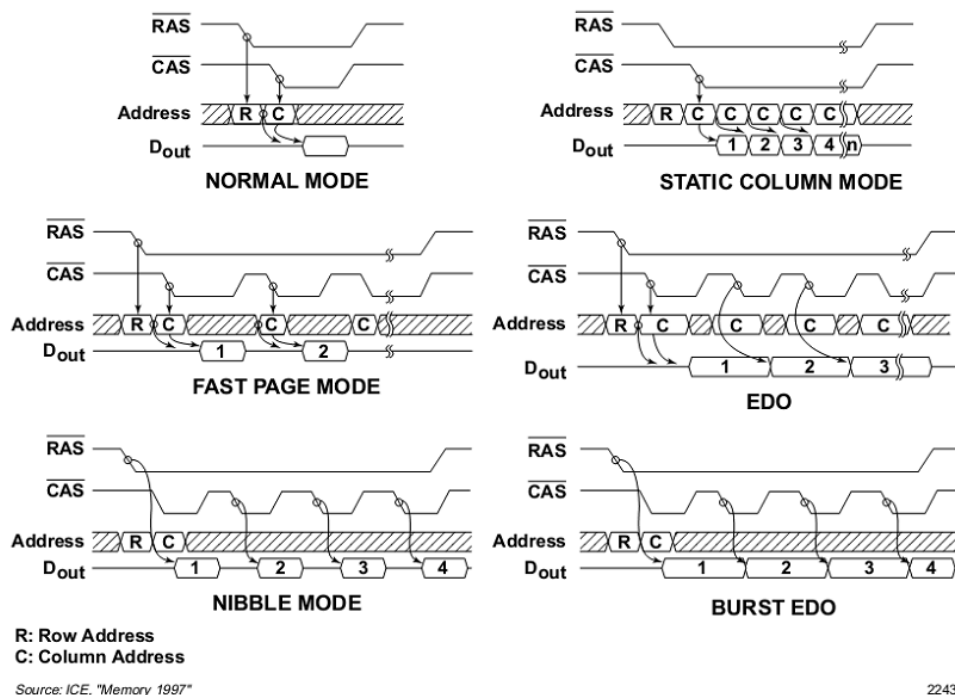 RAS
CAS
Address R C
Dout
NORMAL MODE
RAS
CAS
Address R C C C C
Dout 1 2 3 4 n
STATIC COLUMN MODE
RAS
CAS
Address R C C C
Dout 1 2
FAST PAGE MODE
RAS
CAS
Address R C C C C
Dout 1 2 3
EDO
RAS
CAS
Address R C
Dout 1 2 3 4
NIBBLE MODE
RAS
CAS
Address R C
Dout 1 2 3 4
BURST EDO
R: Row Address
C: Column Address
Source: ICE, "Memory 1997"
2243